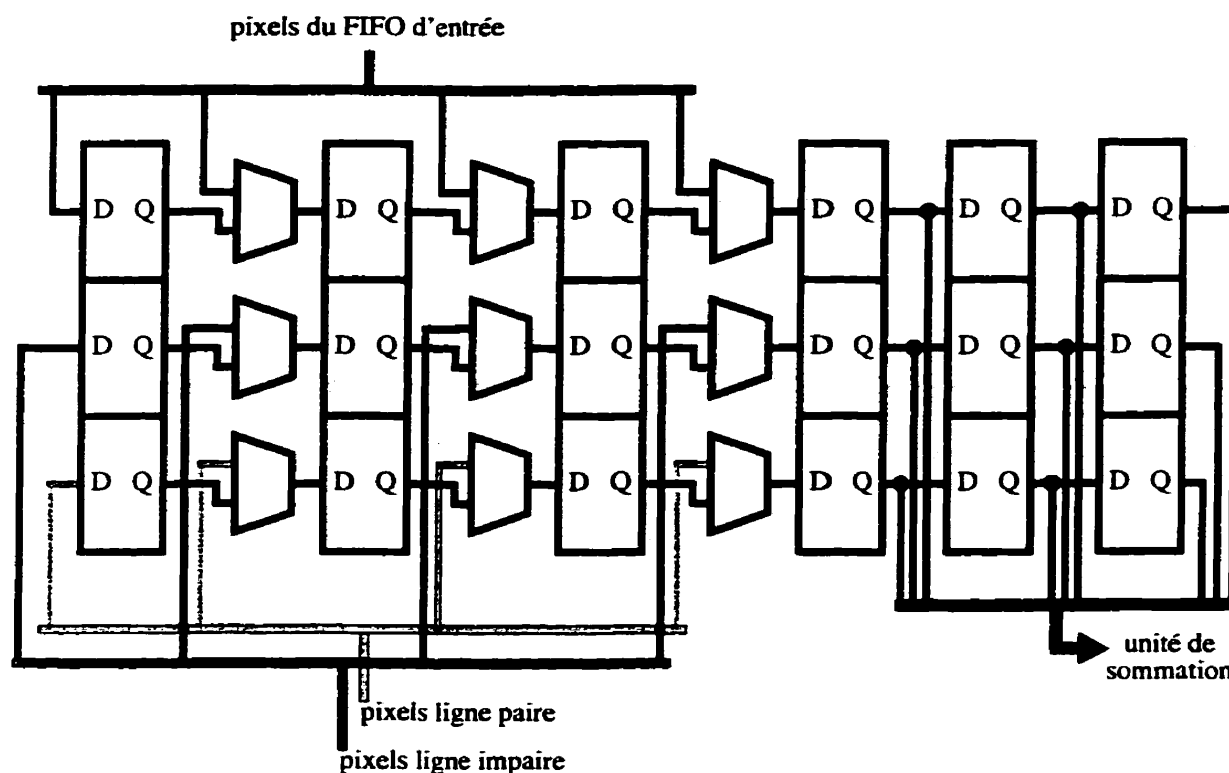 pixels du FIFO d'entrée
D Q D Q D Q D Q D Q D Q
D Q D Q D Q D Q D Q D Q
D Q D Q D Q D Q D Q D Q
unité de
sommation
pixels ligne paire
pixels ligne impaire